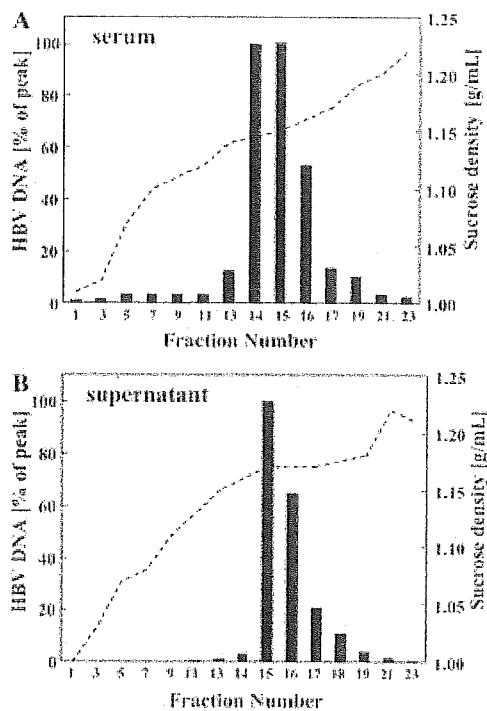 A
serum
HBV DNA [% of peak]
100
80
60
40
20
0
1.25
1.20
1.15
1.10
1.05
1.00
Sucrose density [g/mL]
1 3 5 7 9 11 13 14 15 16 17 19 21 23
Fraction Number
B
supernatant
HBV DNA [% of peak]
100
80
60
40
20
0
1.25
1.20
1.15
1.10
1.05
1.00
Sucrose density [g/mL]
1 3 5 7 9 11 13 14 15 16 17 18 19 21 23
Fraction Number